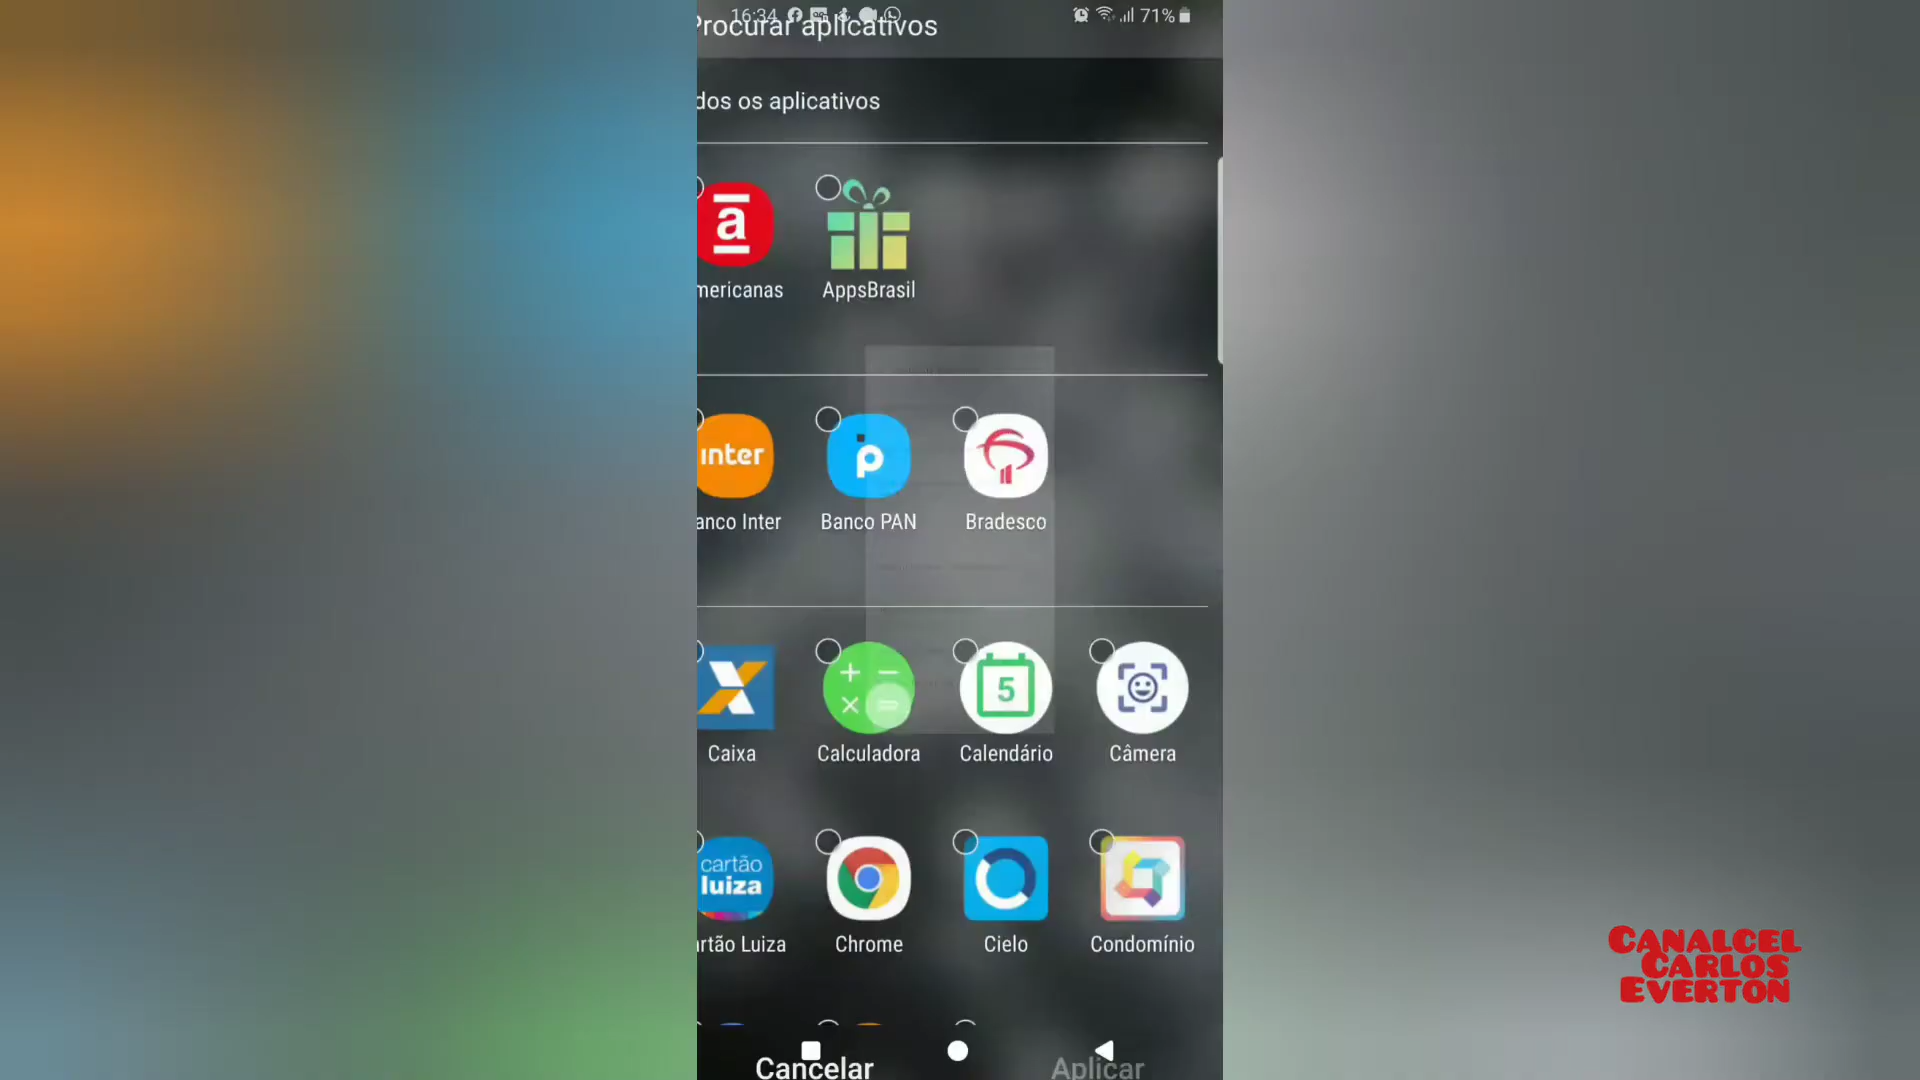 16:34 71%
Procurar aplicativos
dos os aplicativos
a
mericanas AppsBrasil
inter p
anco Inter Banco PAN Bradesco
5
Caixa Calculadora Calendário Câmera
cartão
luiza
rtão Luiza Chrome Cielo Condomínio
Cancelar Aplicar
CANALCEL
CARLOS
EVERTON